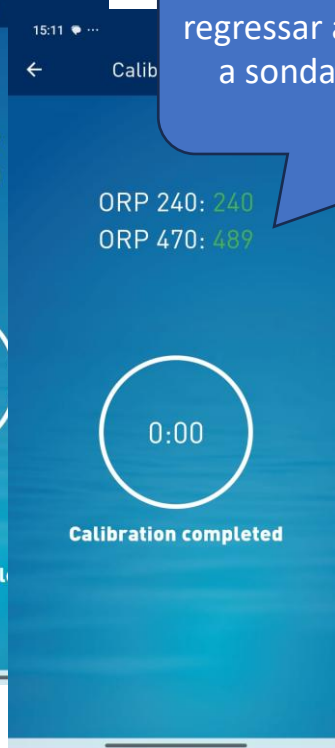 regressar
a sonda
15:11
Calib
ORP 240: 240
ORP 470: 489
0:00
Calibration completed